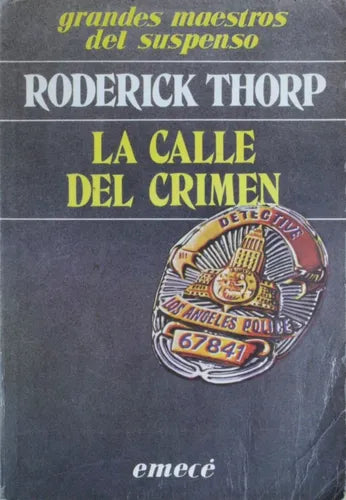 grandes maestros
del suspenso
RODERICK THORP
LA CALLE
DEL CRIMEN
DETECTIVE
LOS ANGELES POLICE
67841
emecé